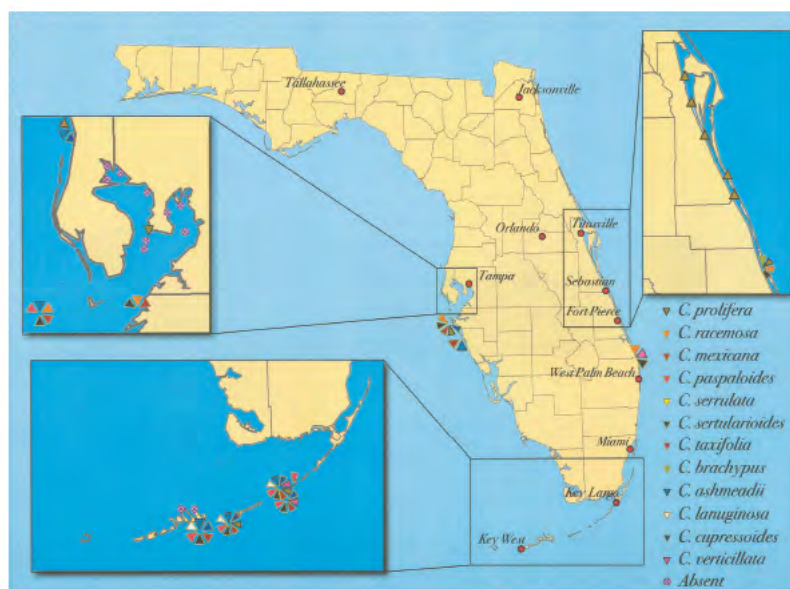 Tallahassee
Jacksonville
Orlando
Titusville
Tampa
Sebastian
Fort Pierce
West Palm Beach
Miami
Key Largo
Key West
C. prolifera
C. racemosa
C. mexicana
C. paspaloides
C. serrulata
C. sertularioides
C. taxifolia
C. brachypus
C. ashmeadii
C. lanuginosa
C. cupressoides
C. verticillata
Absent